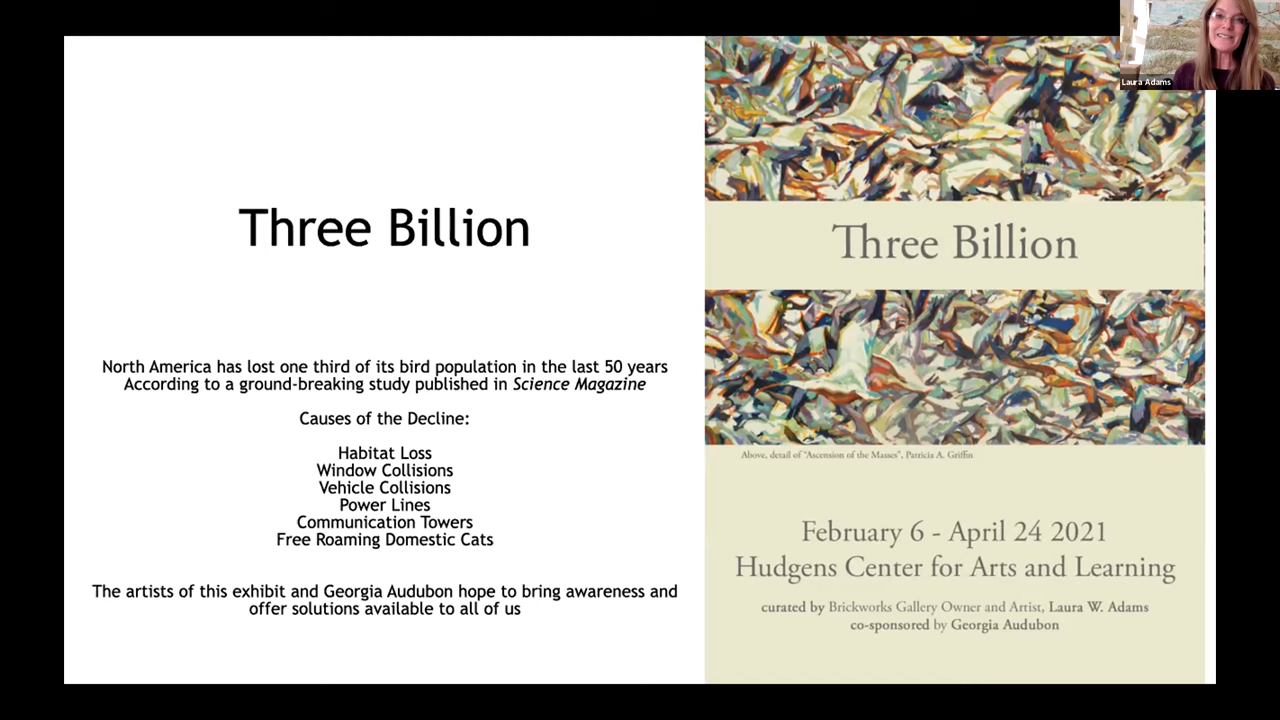 Three Billion
North America has lost one third of its bird population in the last 50 years
According to a ground-breaking study published in Science Magazine
Causes of the Decline:
Habitat Loss
Window Collisions
Vehicle Collisions
Power Lines
Communication Towers
Free Roaming Domestic Cats
The artists of this exhibit and Georgia Audubon hope to bring awareness and
offer solutions available to all of us
Three Billion
Above, detail of "Ascension of the Masses", Patricia A. Griffin
February 6 - April 24 2021
Hudgens Center for Arts and Learning
curated by Brickworks Gallery Owner and Artist, Laura W. Adams
co-sponsored by Georgia Audubon
Laura Adams